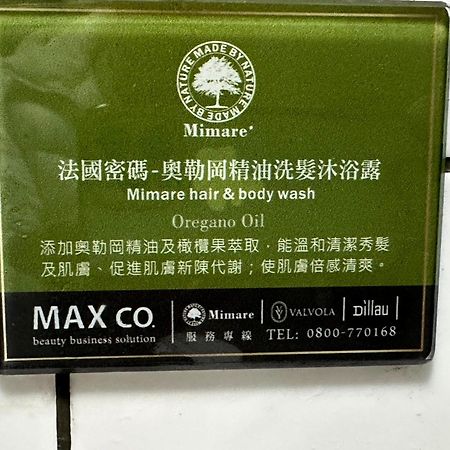 MADE BY NATURE MADE BY NATURE
Mimare
法國密碼-奧勒岡精油洗髮沐浴露
Mimare hair & body wash
Oregano Oil
添加奧勒岡精油及橄欖果萃取，能溫和清潔秀髮
及肌膚、促進肌膚新陳代謝；使肌膚倍感清爽。
MAX CO.
beauty business solution
Mimare
VALVOLA
Dillau
服務專線 TEL: 0800-770168